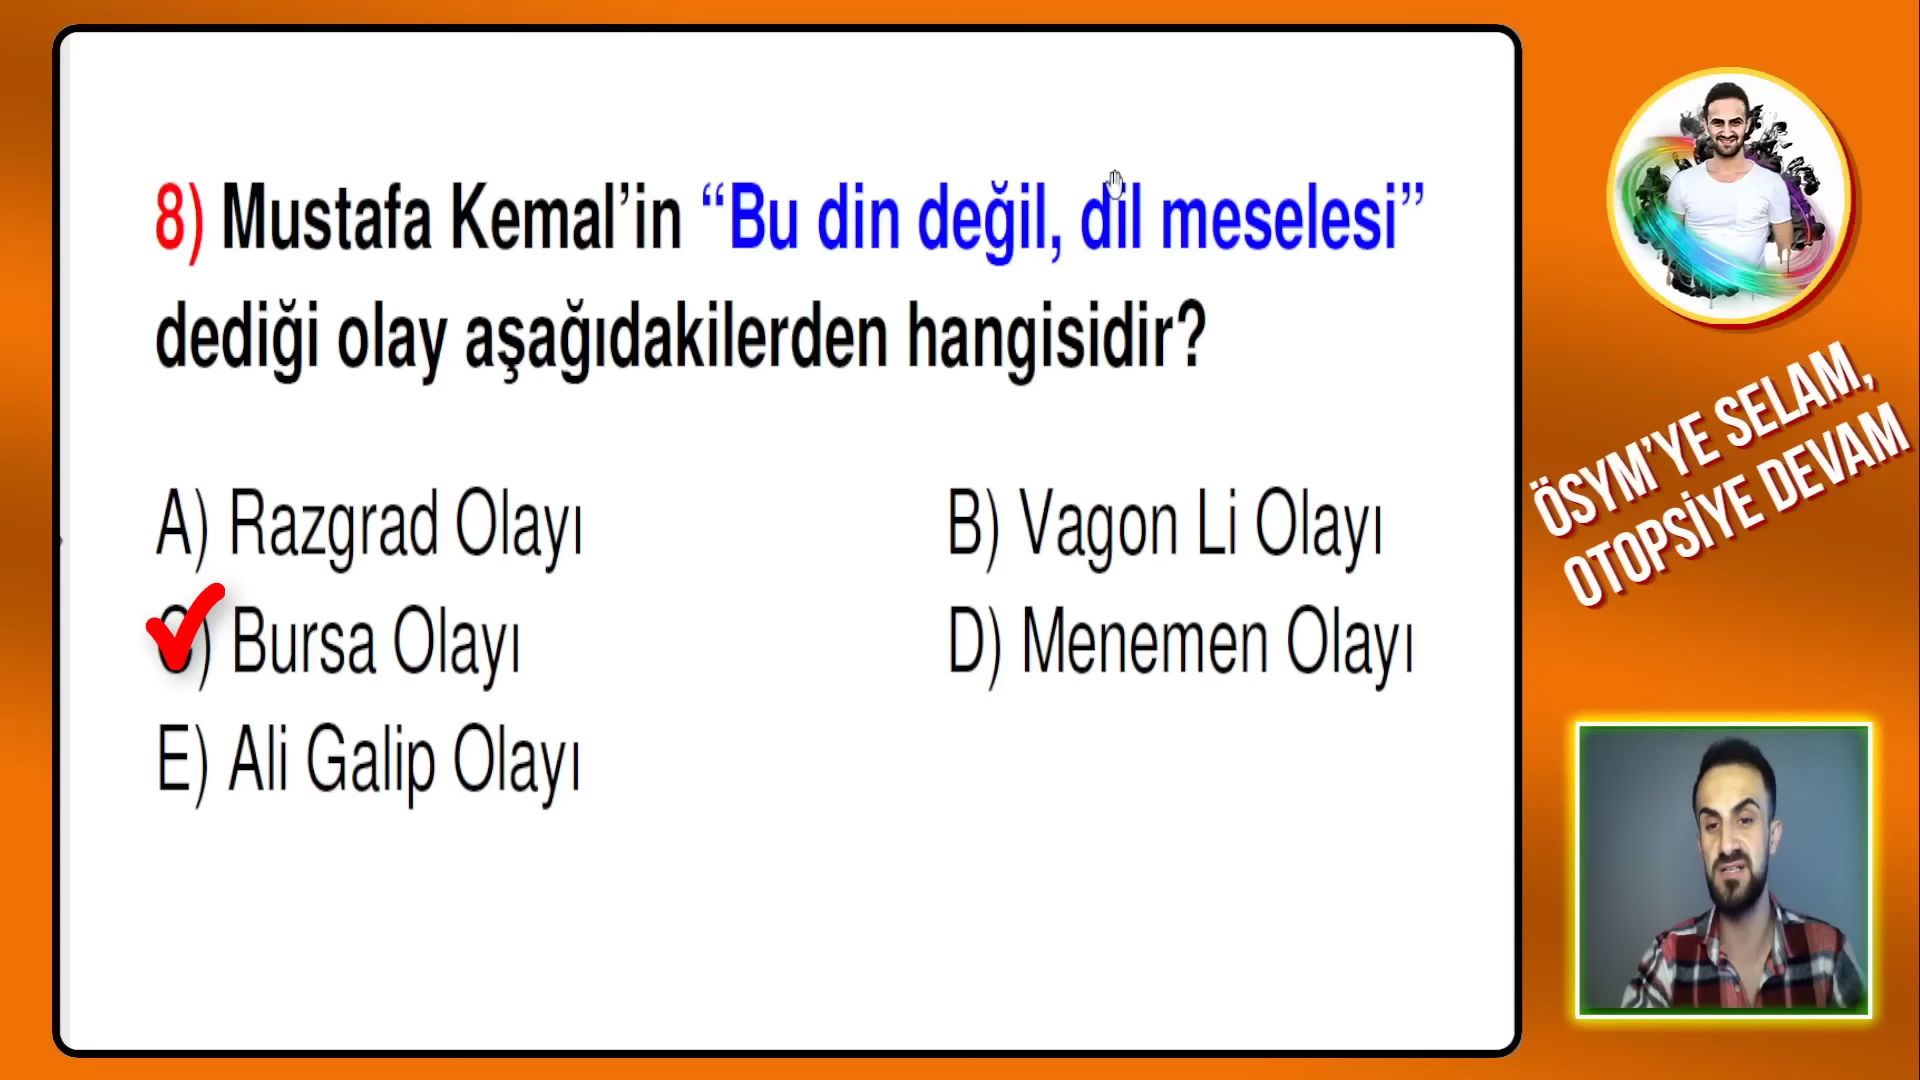 8) Mustafa Kemal’in “Bu din değil, dil meselesi”
dediği olay aşağıdakilerden hangisidir?
A) Razgrad Olayı
B) Vagon Li Olayı
C) Bursa Olayı
D) Menemen Olayı
E) Ali Galip Olayı
ÖSYM’YE SELAM,
OTOPSİYE DEVAM